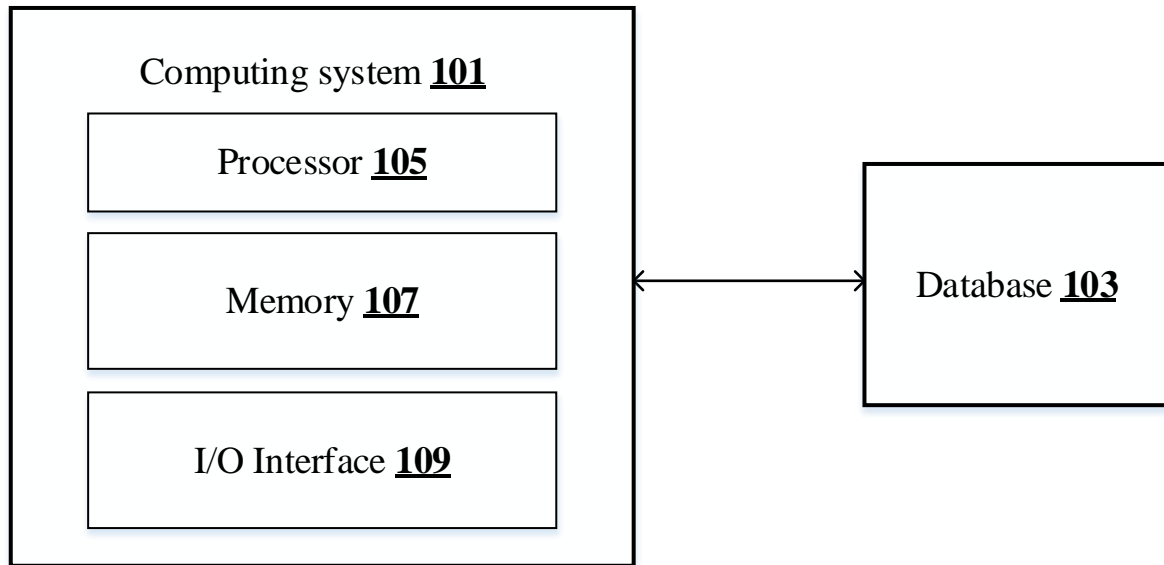 Computing system 101
Processor 105
Memory 107
Database 103
I/O Interface 109